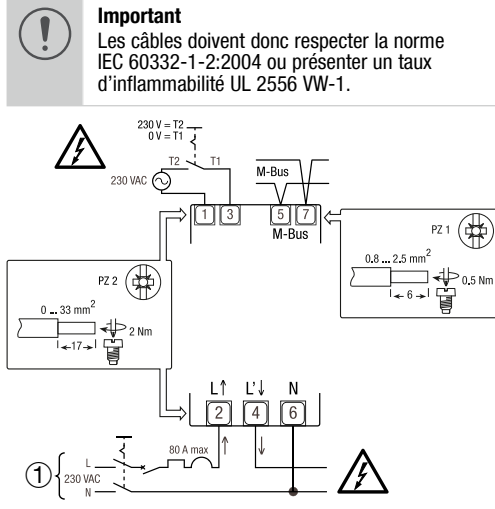 Important
Les câbles doivent donc respecter la norme
IEC 60332-1-2:2004 ou présenter un taux
d'inflammabilité UL 2556 VW-1.
230 V = T2
0 V = T1
T2 T1
230 VAC
M-Bus
1 3 5 7
M-Bus
PZ 1
0.8 ... 2.5 mm²
0.5 Nm
6
PZ 2
0 ... 33 mm²
2 Nm
17
L↑ L'↓ N
2 4 6
80 A max
1
L
230 VAC
N